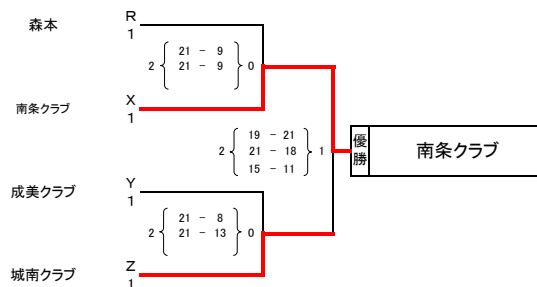 森本 R
1
2 21 - 9 0
21 - 9
南条クラブ X
1
19 - 21
2 21 - 18 1
15 - 11
優勝 南条クラブ
成美クラブ Y
1
21 - 8
2 21 - 13 0
城南クラブ Z
1